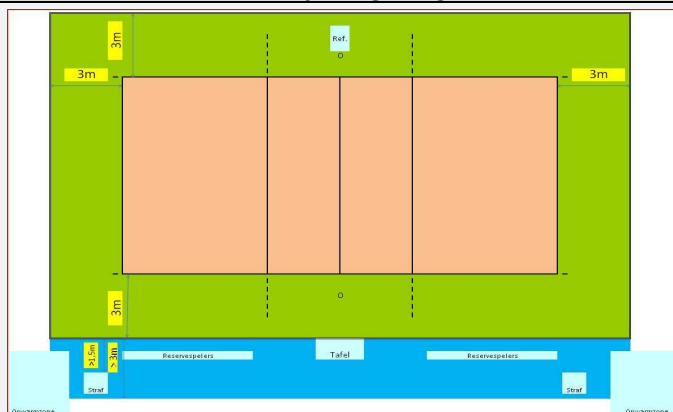 3m
Ref.
O
3m
3m
3m
O
>1,5m
> 3m
Reservespelers
Tafel
Reservespelers
Straf
Straf